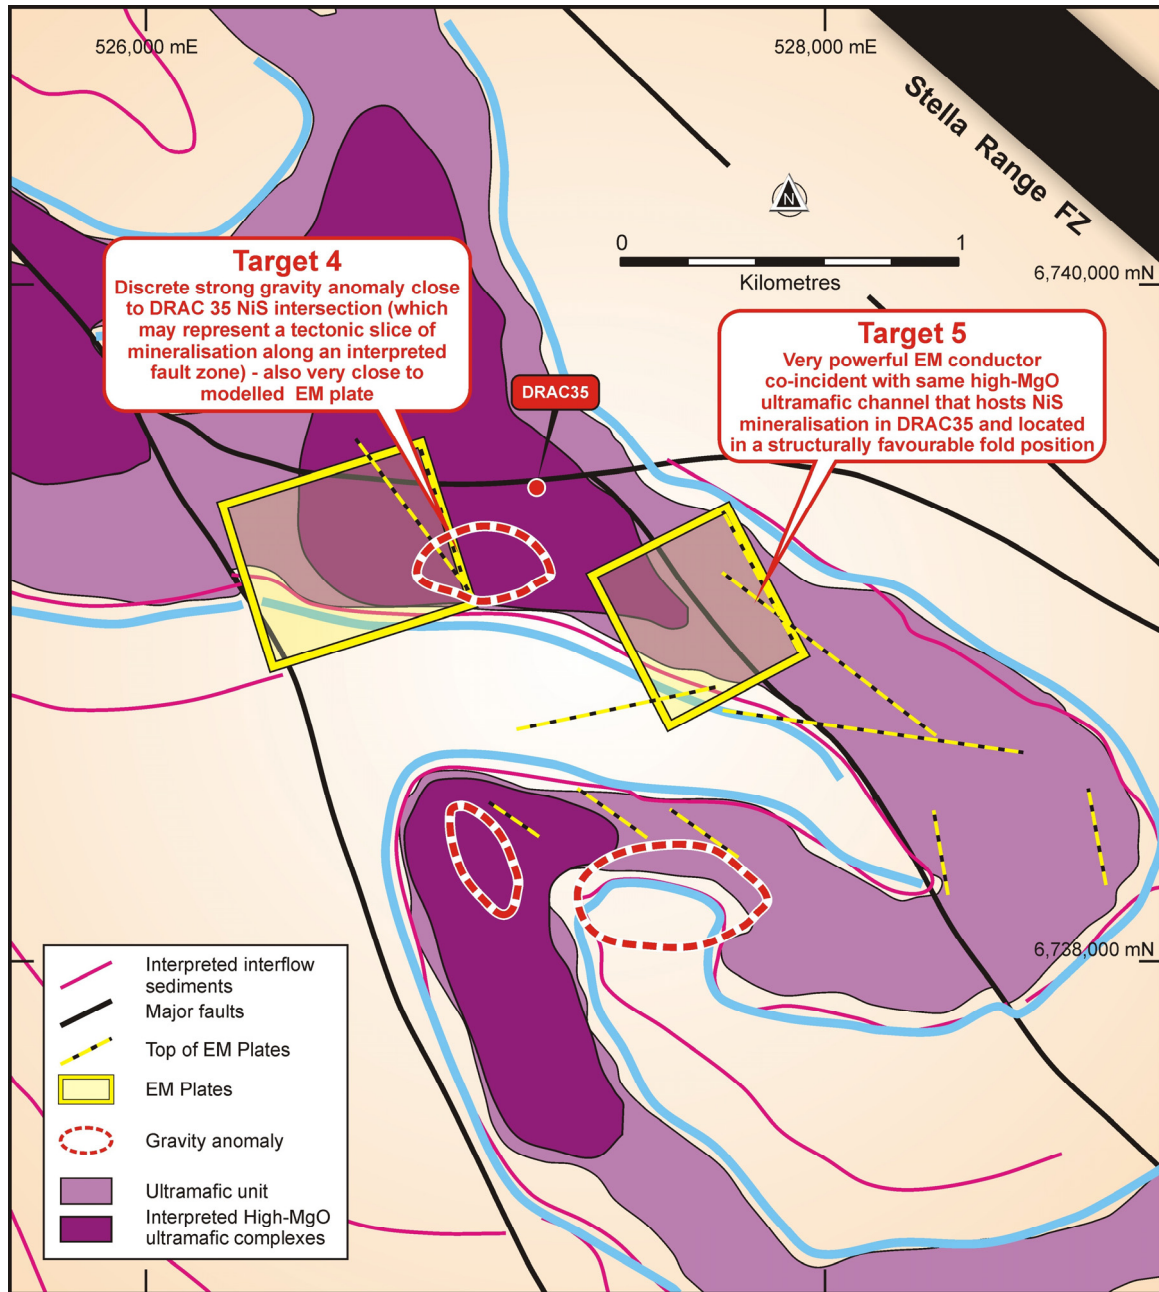 526,000 mE
528,000 mE
Stella Range FZ
N
0
1
Kilometres
6,740,000 mN
Target 4
Discrete strong gravity anomaly close
to DRAC 35 NiS intersection (which
may represent a tectonic slice of
mineralisation along an interpreted
fault zone) - also very close to
modelled EM plate
Target 5
Very powerful EM conductor
co-incident with same high-MgO
ultramafic channel that hosts NiS
mineralisation in DRAC35 and located
in a structurally favourable fold position
DRAC35
6,738,000 mN
Interpreted interflow
sediments
Major faults
Top of EM Plates
EM Plates
Gravity anomaly
Ultramafic unit
Interpreted High-MgO
ultramafic complexes